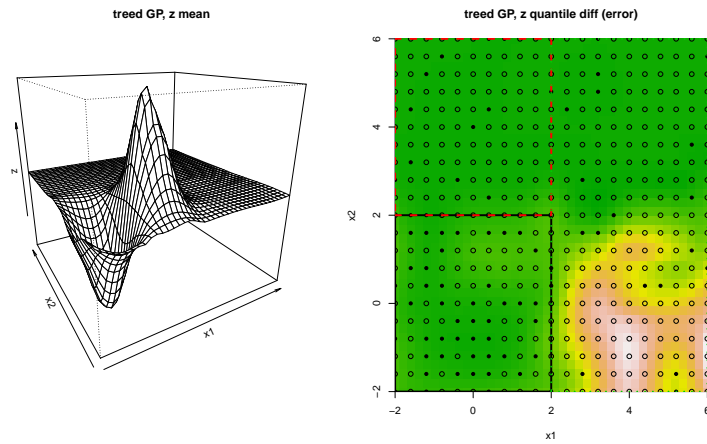 treed GP, z mean
z
x2
x1
treed GP, z quantile diff (error)
6
4
2
0
−2
x2
−2
0
2
4
6
x1